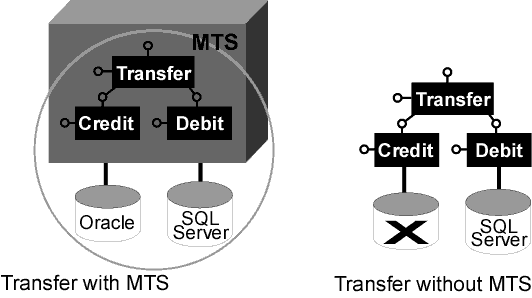 MTS
Transfer
Credit
Debit
Oracle
SQL
Server
Transfer with MTS
Transfer
Credit
Debit
SQL
Server
Transfer without MTS